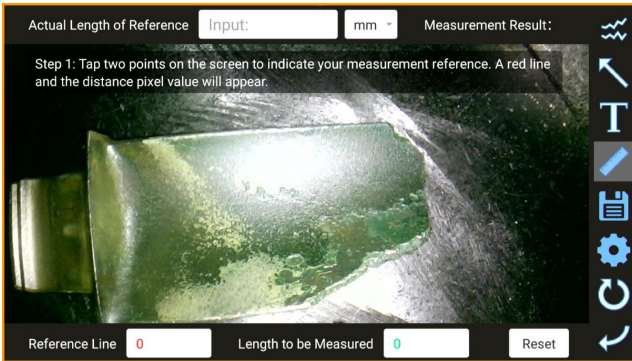 Actual Length of Reference Input: mm Measurement Result:
Step 1: Tap two points on the screen to indicate your measurement reference. A red line
and the distance pixel value will appear.
T
Reference Line 0 Length to be Measured 0 Reset